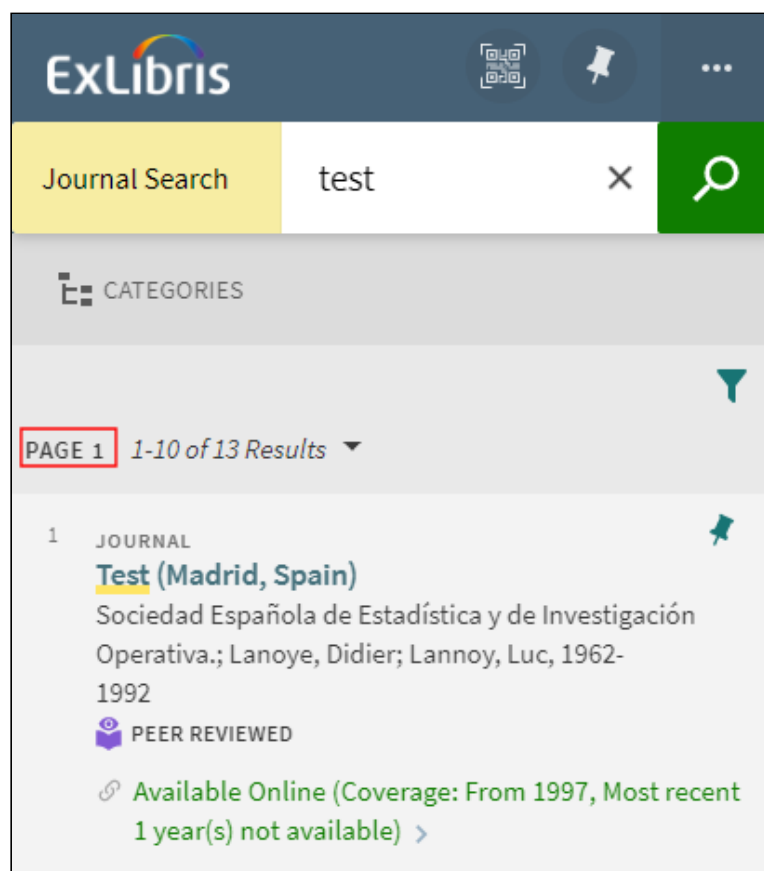 ExLibris
Journal Search
test
CATEGORIES
PAGE 1 1-10 of 13 Results
1
JOURNAL
Test (Madrid, Spain)
Sociedad Española de Estadística y de Investigación
Operativa.; Lanoye, Didier; Lannoy, Luc, 1962-
1992
PEER REVIEWED
Available Online (Coverage: From 1997, Most recent
1 year(s) not available)